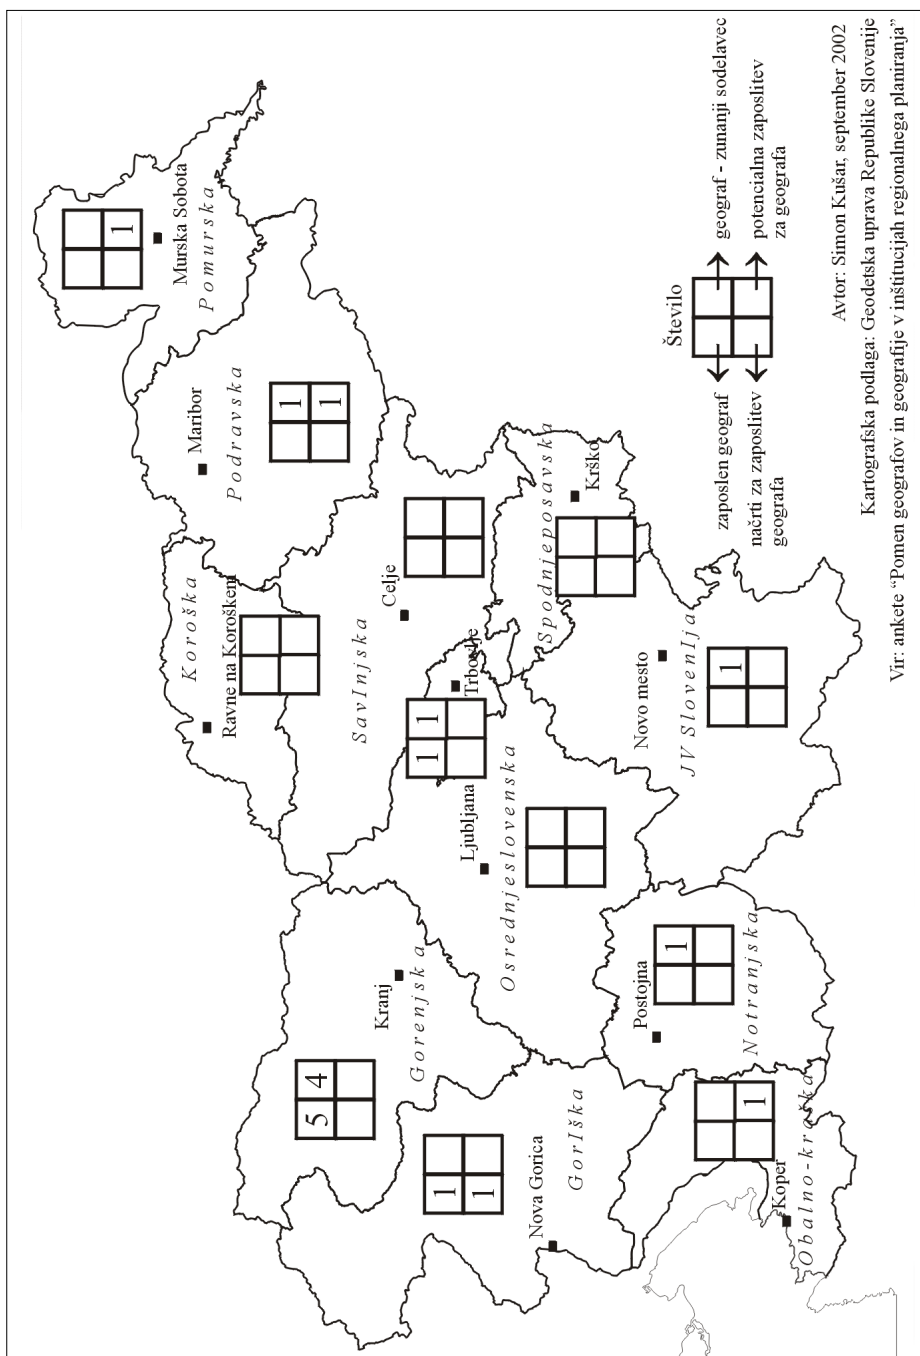 Murska Sobota
Pomurska
1
Maribor
Podravska
1
1
Koroška
Ravne na Koroškem
Savinjska
Celje
Trbovlje
1 1
Spodnjeposavska
Krško
Ljubljana
Osrednjeslovenska
Novo mesto
JV Slovenija
1
Kranj
Gorenjska
5 4
Nova Gorica
Goriška
1
1
Postojna
Notranjska
1
Koper
Obalno-kraška
1
Število
zaposlen geograf
geograf - zunanji sodelavec
načrti za zaposlitev
geografa
potencialna zaposlitev
za geografa
Avtor: Simon Kušar, september 2002
Kartografska podlaga: Geodetska uprava Republike Slovenije
Vir: ankete “Pomen geografov in geografije v inštitucijah regionalnega planiranja”